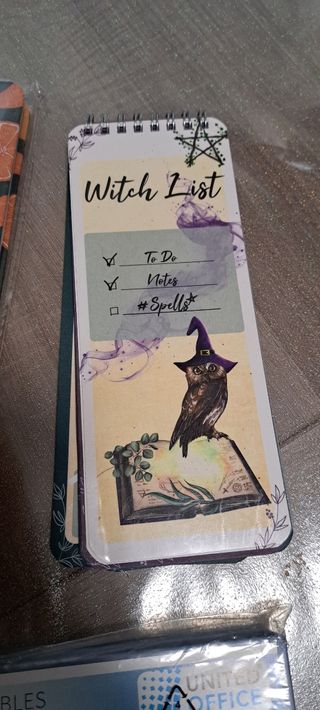 Witch List
To Do
Notes
#Spells*
BLES
UNITED
OFFICE